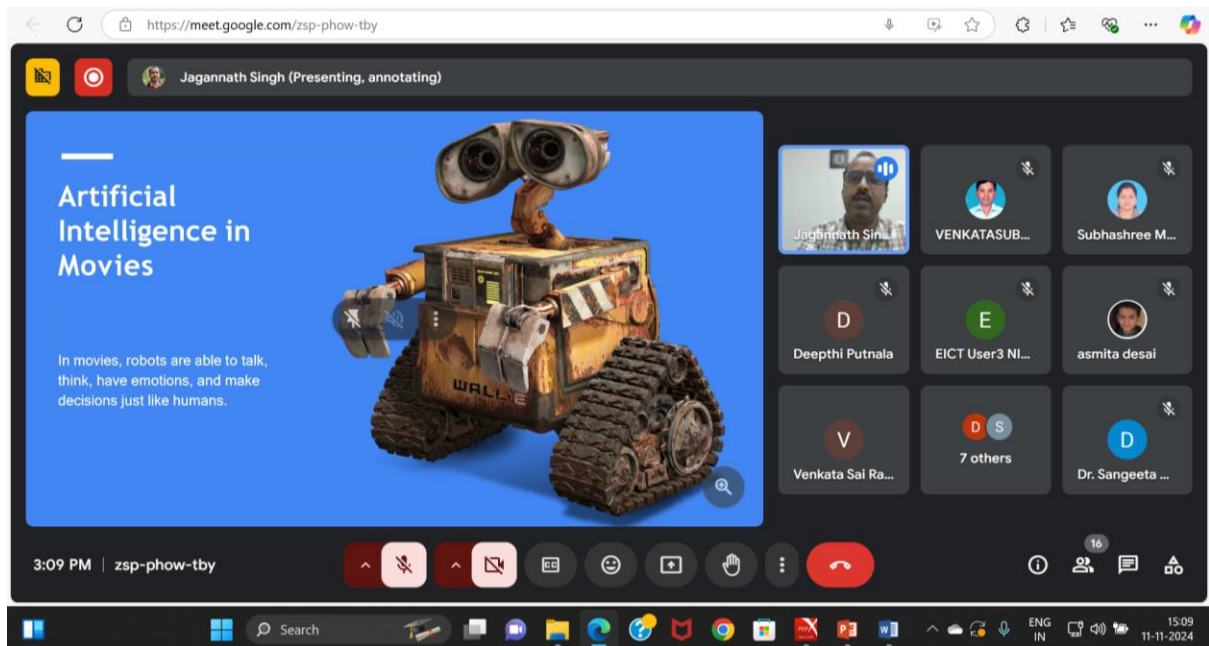 https://meet.google.com/zsp-phow-tby
Jagannath Singh (Presenting, annotating)
Artificial
Intelligence in
Movies
In movies, robots are able to talk,
think, have emotions, and make
decisions just like humans.
WALL•E
Jagannath Sin...
VENKATASUB...
Subhashree M...
D
Deepthi Putnala
E
EICT User3 NI...
asmita desai
V
Venkata Sai Ra...
D S
7 others
D
Dr. Sangeeta ...
3:09 PM | zsp-phow-tby
CC
16
Search
ENG
IN
15:09
11-11-2024